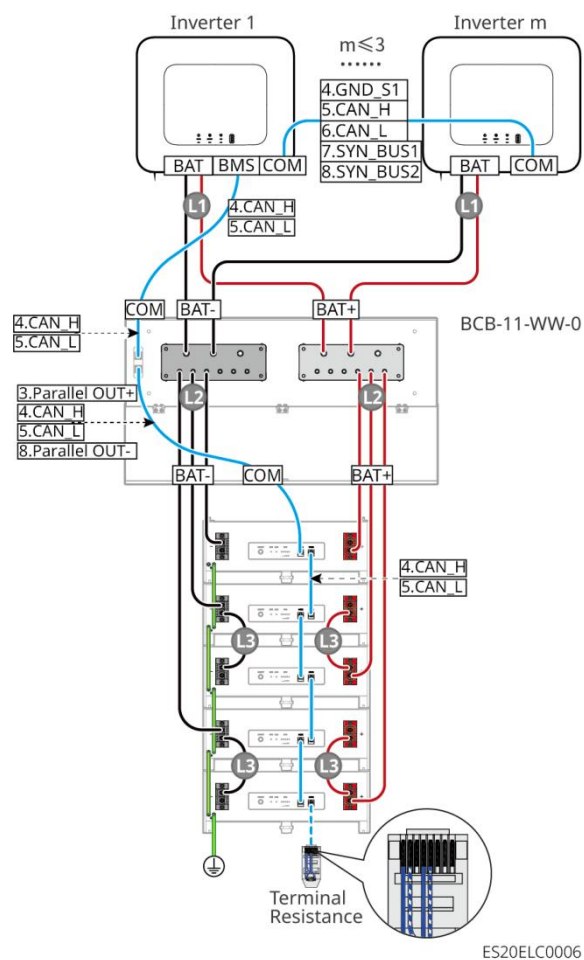 Inverter 1
Inverter m
m≤3
......
4.GND_S1
5.CAN_H
6.CAN_L
7.SYN_BUS1
8.SYN_BUS2
BAT BMS COM
BAT COM
L1
L1
4.CAN_H
5.CAN_L
COM BAT- BAT+
BCB-11-WW-0
4.CAN_H
5.CAN_L
L2
L2
3.Parallel OUT+
4.CAN_H
5.CAN_L
8.Parallel OUT-
BAT- COM BAT+
4.CAN_H
5.CAN_L
L3
L3
L3
L3
Terminal
Resistance
ES20ELC0006